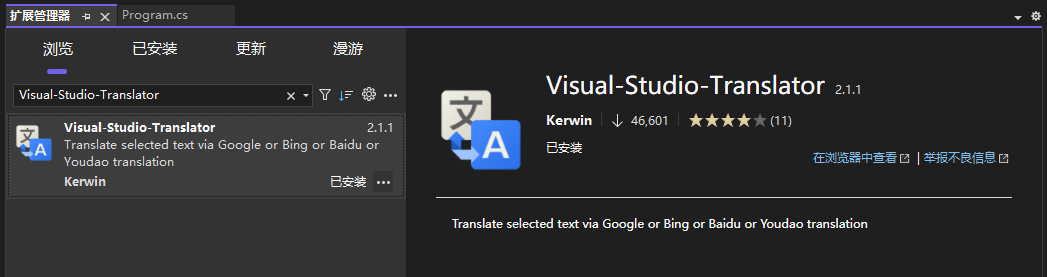 扩展管理器 Program.cs
浏览 已安装 更新 漫游
Visual-Studio-Translator
Visual-Studio-Translator 2.1.1
Translate selected text via Google or Bing or Baidu or
Youdao translation
Kerwin 已安装
文 A
Visual-Studio-Translator 2.1.1
Kerwin 46,601 (11)
已安装
在浏览器中查看 | 举报不良信息
文 A
Translate selected text via Google or Bing or Baidu or Youdao translation